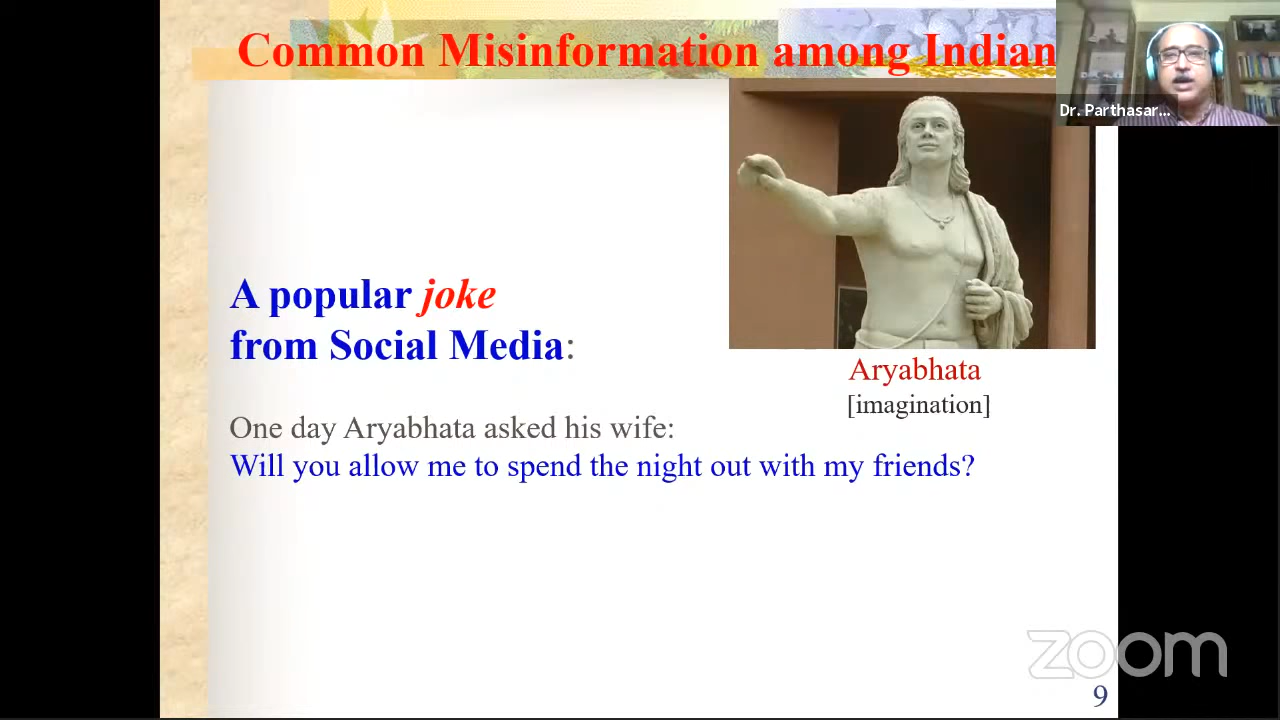 Common Misinformation among Indian
Dr. Parthasar...
A popular joke
from Social Media:
Aryabhata
[imagination]
One day Aryabhata asked his wife:
Will you allow me to spend the night out with my friends?
zoom
9